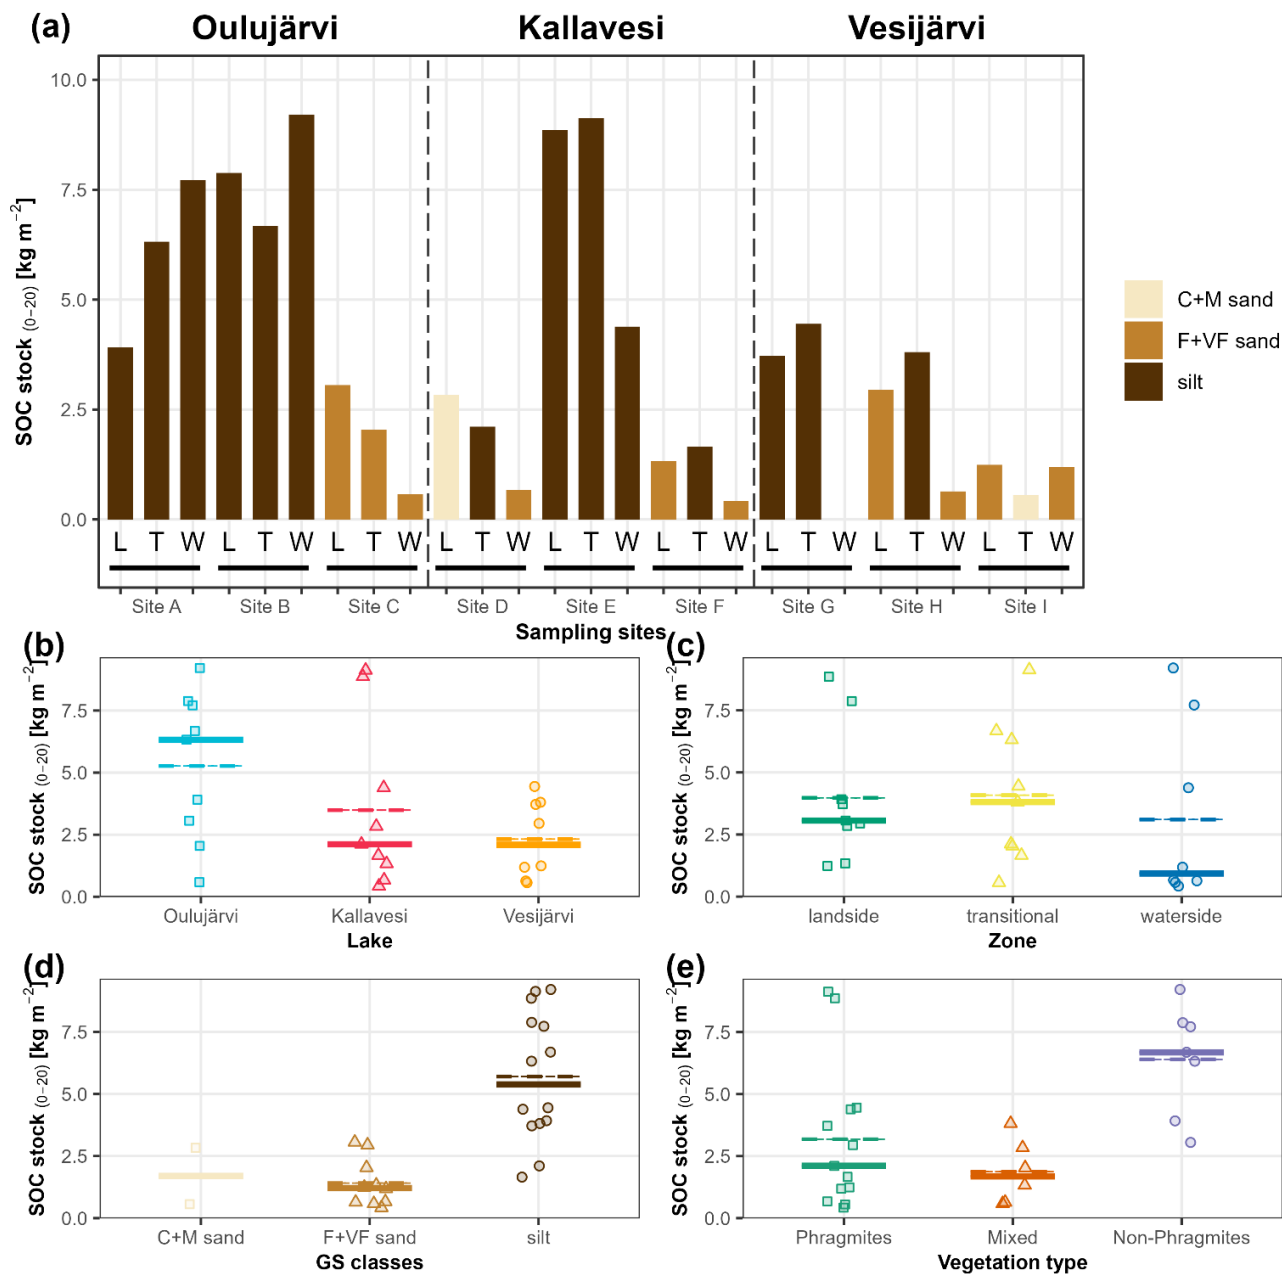 (a) Oulujärvi Kallavesi Vesijärvi
10.0
7.5
5.0
2.5
0.0
SOC stock (0−20) [kg m−2]
C+M sand
F+VF sand
silt
L T W L T W L T W L T W L T W L T W L T W L T W L T W
Site A Site B Site C Site D Site E Site F Site G Site H Site I
Sampling sites
(b)
SOC stock (0−20) [kg m−2]
7.5
5.0
2.5
0.0
Oulujärvi Kallavesi Vesijärvi
Lake
(c)
SOC stock (0−20) [kg m−2]
7.5
5.0
2.5
0.0
landside transitional waterside
Zone
(d)
SOC stock (0−20) [kg m−2]
7.5
5.0
2.5
0.0
C+M sand F+VF sand silt
GS classes
(e)
SOC stock (0−20) [kg m−2]
7.5
5.0
2.5
0.0
Phragmites Mixed Non-Phragmites
Vegetation type